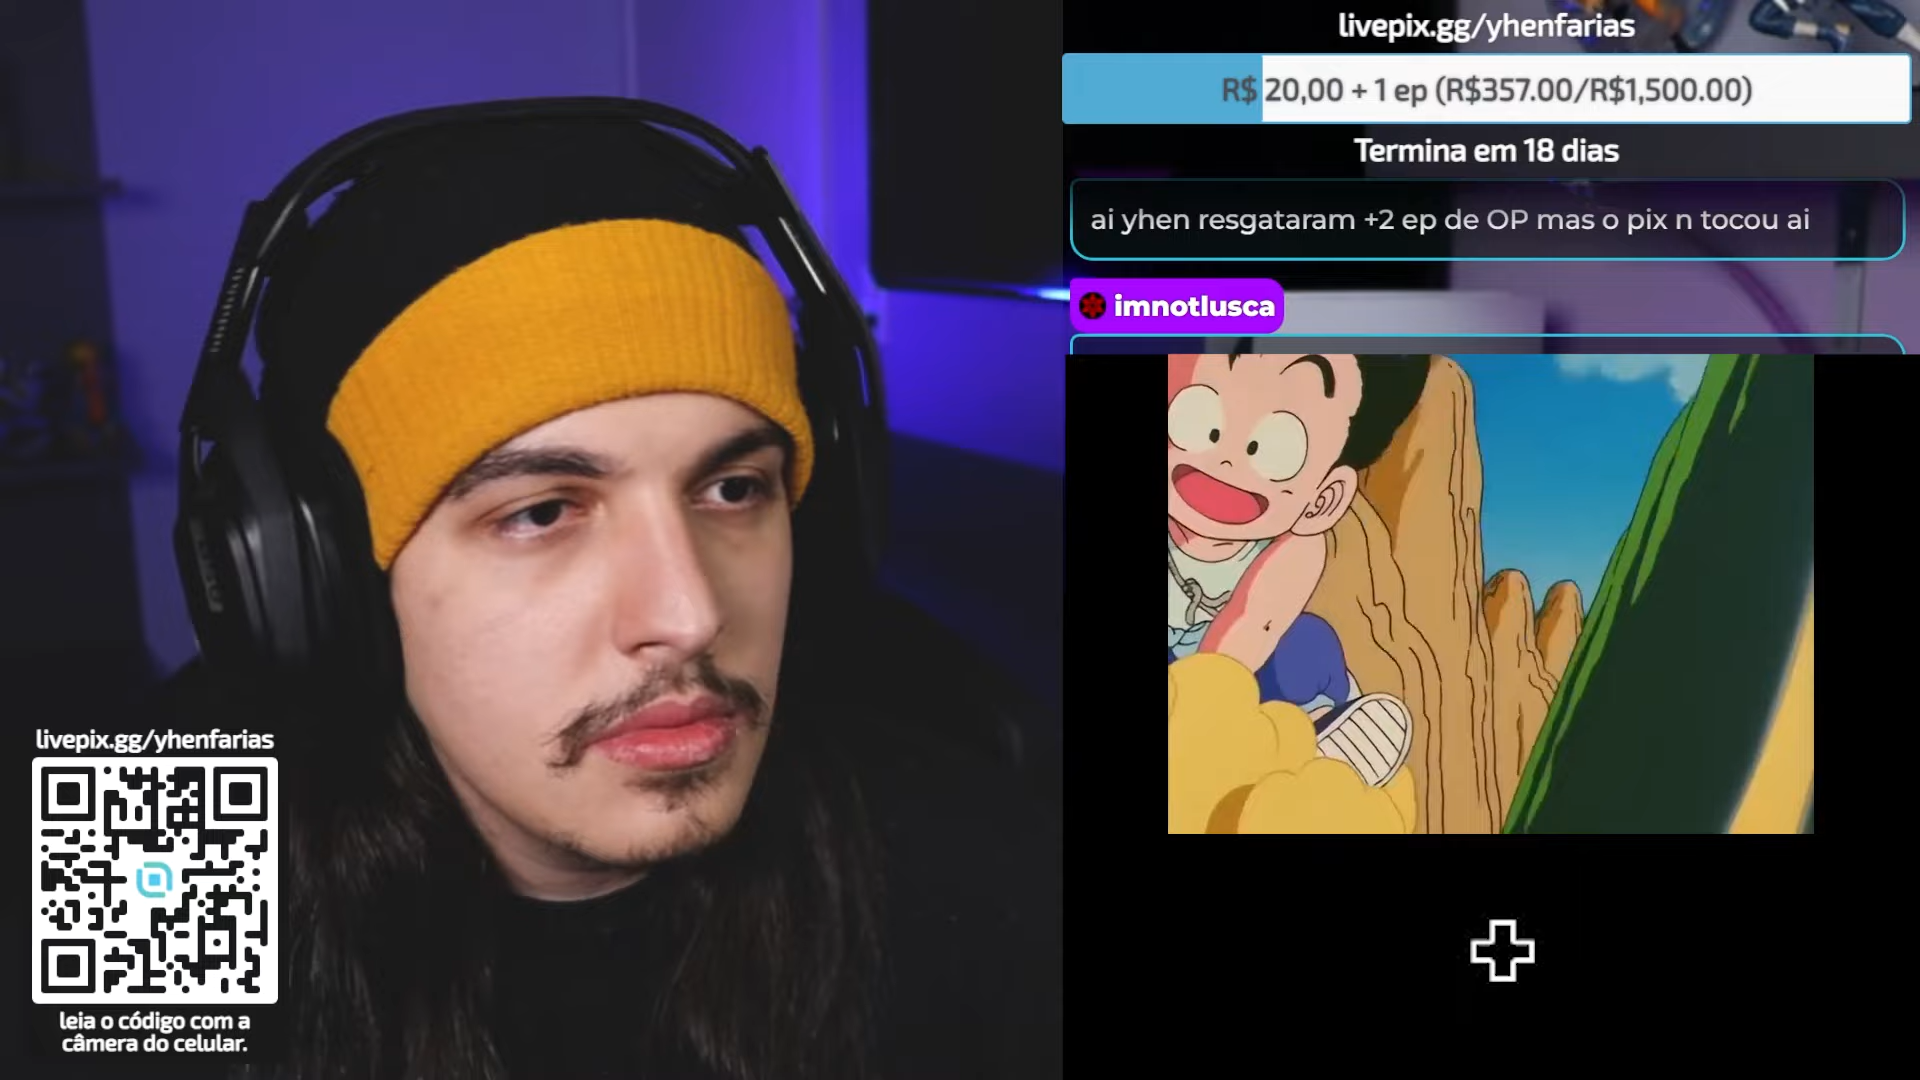 livepix.gg/yhenfarias
R$ 20,00 + 1 ep (R$357.00/R$1,500.00)
Termina em 18 dias
ai yhen resgataram +2 ep de OP mas o pix n tocou ai
imnotlusca
livepix.gg/yhenfarias
leia o código com a
câmera do celular.